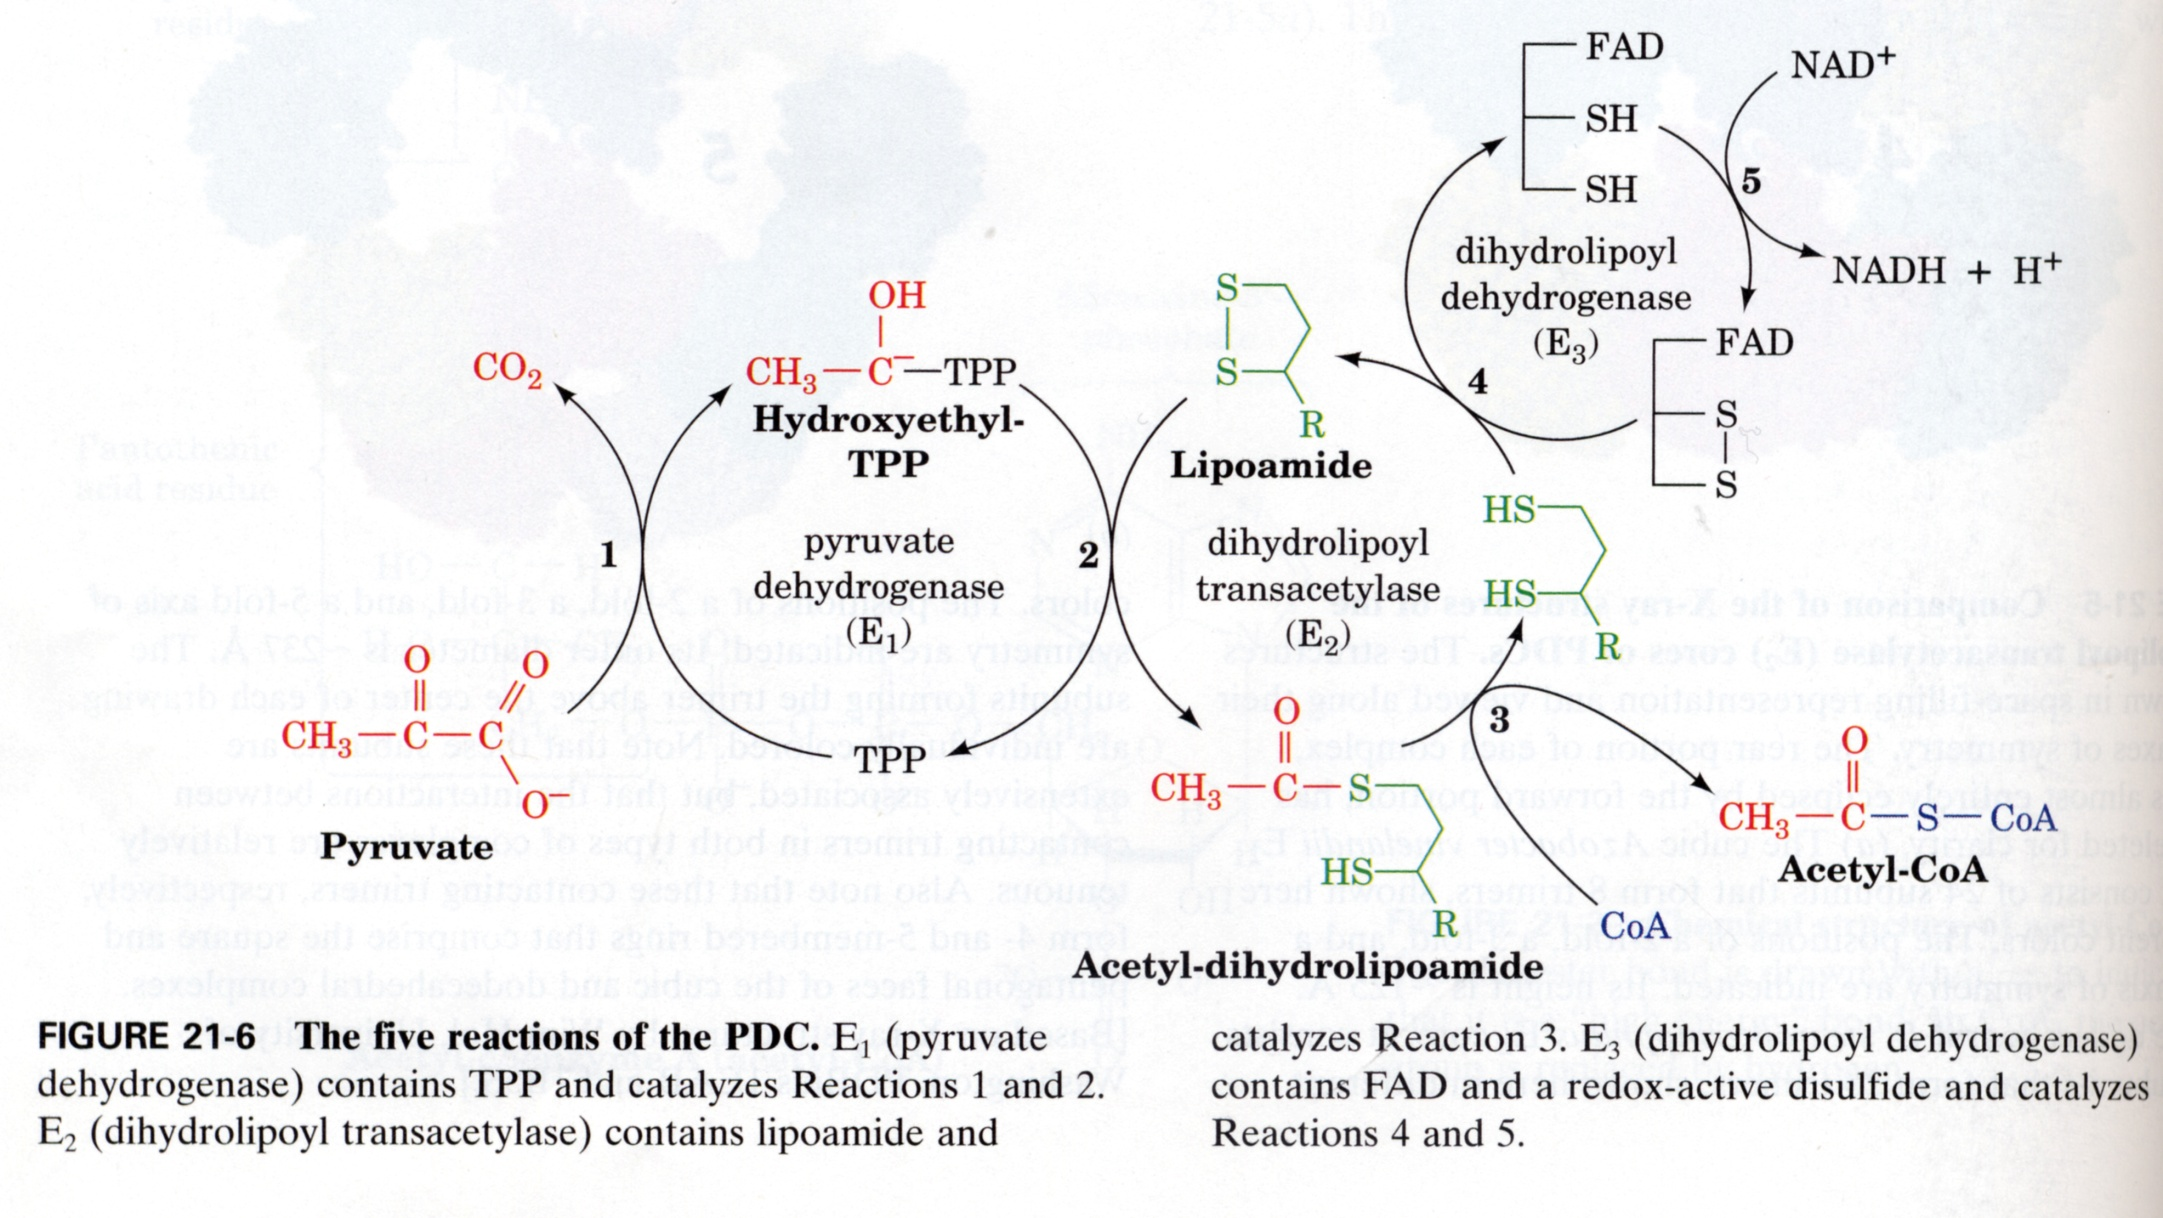 FAD
SH
SH
NAD⁺
5
NADH + H⁺
dihydrolipoyl
dehydrogenase
(E₃)
FAD
S
S
4
OH
CO₂
CH₃—C⁻—TPP
Hydroxyethyl-
TPP
S
S
R
Lipoamide
HS
HS
R
1
pyruvate
dehydrogenase
(E₁)
2
dihydrolipoyl
transacetylase
(E₂)
O O
CH₃—C—C
O⁻
Pyruvate
TPP
O
CH₃—C—S
HS
R
Acetyl-dihydrolipoamide
3
CoA
O
CH₃—C—S—CoA
Acetyl-CoA
FIGURE 21-6 The five reactions of the PDC. E₁ (pyruvate
dehydrogenase) contains TPP and catalyzes Reactions 1 and 2.
E₂ (dihydrolipoyl transacetylase) contains lipoamide and
catalyzes Reaction 3. E₃ (dihydrolipoyl dehydrogenase)
contains FAD and a redox-active disulfide and catalyzes
Reactions 4 and 5.